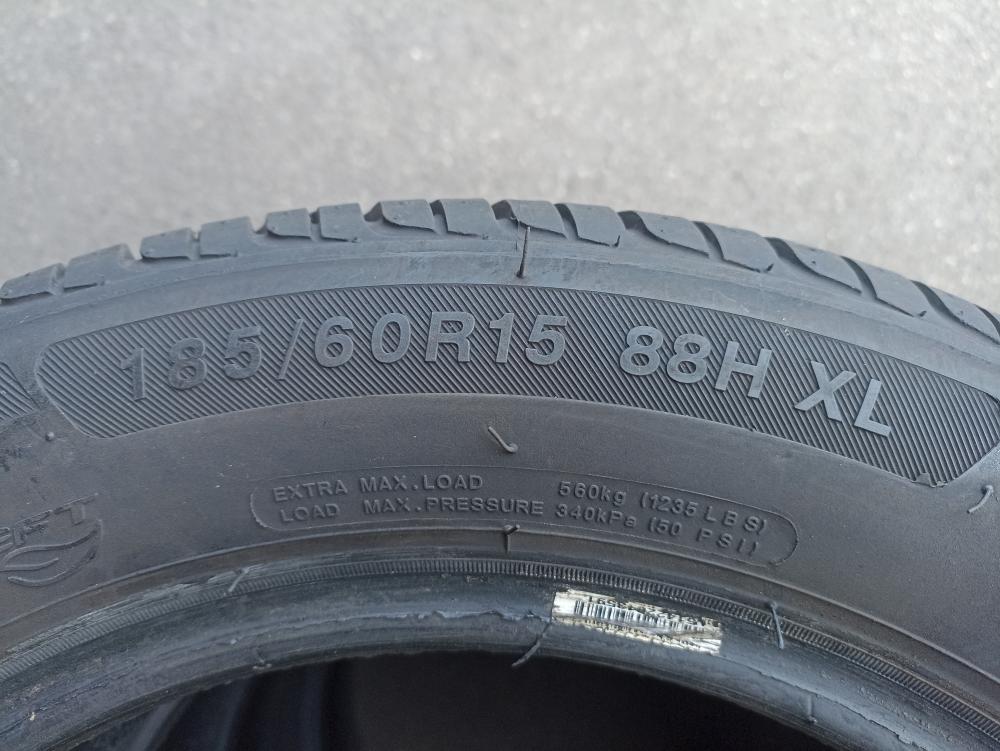 185/60R15 88H XL
EXTRA MAX.LOAD 560kg (1235 LBS)
LOAD MAX.PRESSURE 340kPa (50 PSI)